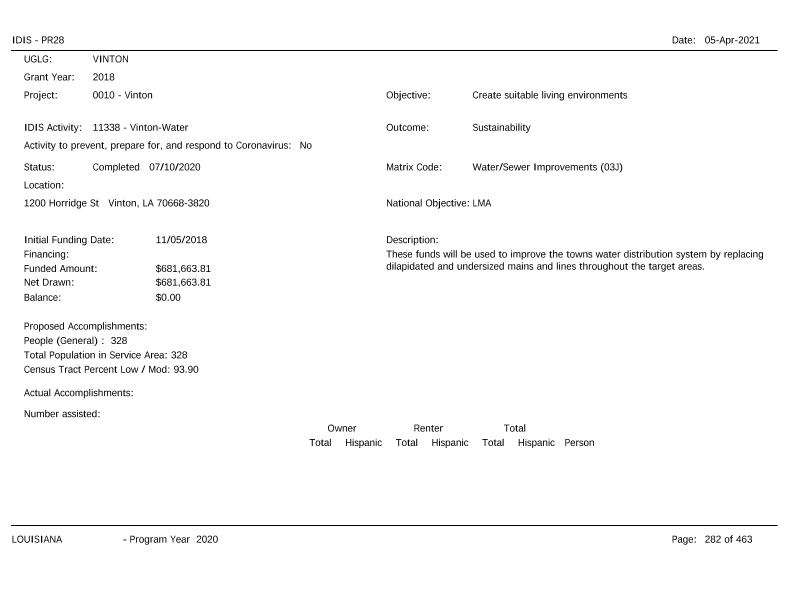 IDIS - PR28 Date: 05-Apr-2021
UGLG: VINTON
Grant Year: 2018
Project: 0010 - Vinton Objective: Create suitable living environments
IDIS Activity: 11338 - Vinton-Water Outcome: Sustainability
Activity to prevent, prepare for, and respond to Coronavirus: No
Status: Completed 07/10/2020 Matrix Code: Water/Sewer Improvements (03J)
Location:
1200 Horridge St Vinton, LA 70668-3820 National Objective: LMA
Initial Funding Date: 11/05/2018 Description:
Financing: These funds will be used to improve the towns water distribution system by replacing
Funded Amount: $681,663.81 dilapidated and undersized mains and lines throughout the target areas.
Net Drawn: $681,663.81
Balance: $0.00
Proposed Accomplishments:
People (General) : 328
Total Population in Service Area: 328
Census Tract Percent Low / Mod: 93.90
Actual Accomplishments:
Number assisted:
Owner Renter Total
Total Hispanic Total Hispanic Total Hispanic Person
LOUISIANA - Program Year 2020 Page: 282 of 463